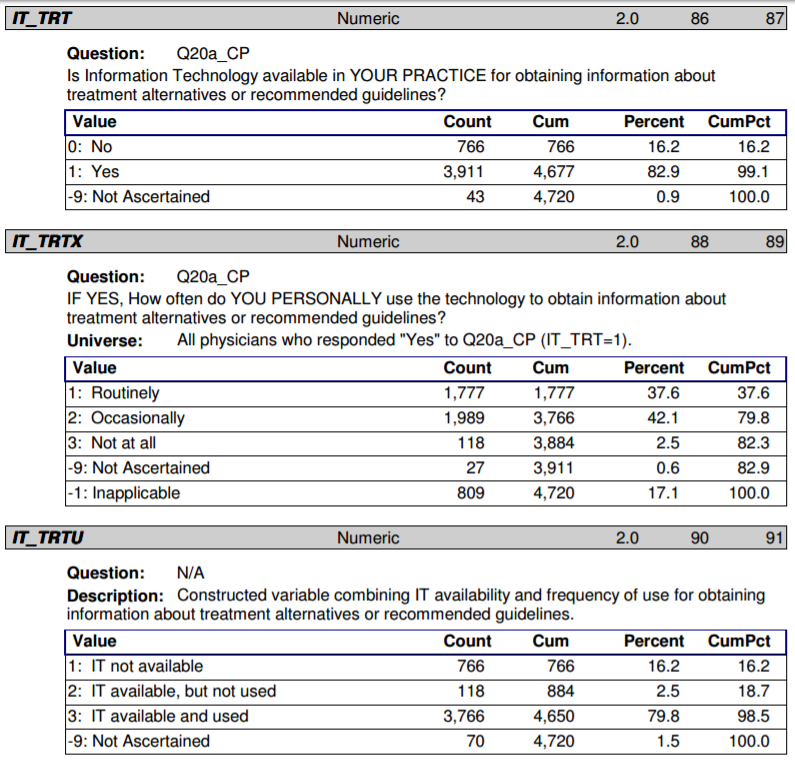 IT_TRT Numeric 2.0 86 87
Question: Q20a_CP
Is Information Technology available in YOUR PRACTICE for obtaining information about
treatment alternatives or recommended guidelines?
Value Count Cum Percent CumPct
0: No 766 766 16.2 16.2
1: Yes 3,911 4,677 82.9 99.1
-9: Not Ascertained 43 4,720 0.9 100.0
IT_TRTX Numeric 2.0 88 89
Question: Q20a_CP
IF YES, How often do YOU PERSONALLY use the technology to obtain information about
treatment alternatives or recommended guidelines?
Universe: All physicians who responded "Yes" to Q20a_CP (IT_TRT=1).
Value Count Cum Percent CumPct
1: Routinely 1,777 1,777 37.6 37.6
2: Occasionally 1,989 3,766 42.1 79.8
3: Not at all 118 3,884 2.5 82.3
-9: Not Ascertained 27 3,911 0.6 82.9
-1: Inapplicable 809 4,720 17.1 100.0
IT_TRTU Numeric 2.0 90 91
Question: N/A
Description: Constructed variable combining IT availability and frequency of use for obtaining
information about treatment alternatives or recommended guidelines.
Value Count Cum Percent CumPct
1: IT not available 766 766 16.2 16.2
2: IT available, but not used 118 884 2.5 18.7
3: IT available and used 3,766 4,650 79.8 98.5
-9: Not Ascertained 70 4,720 1.5 100.0